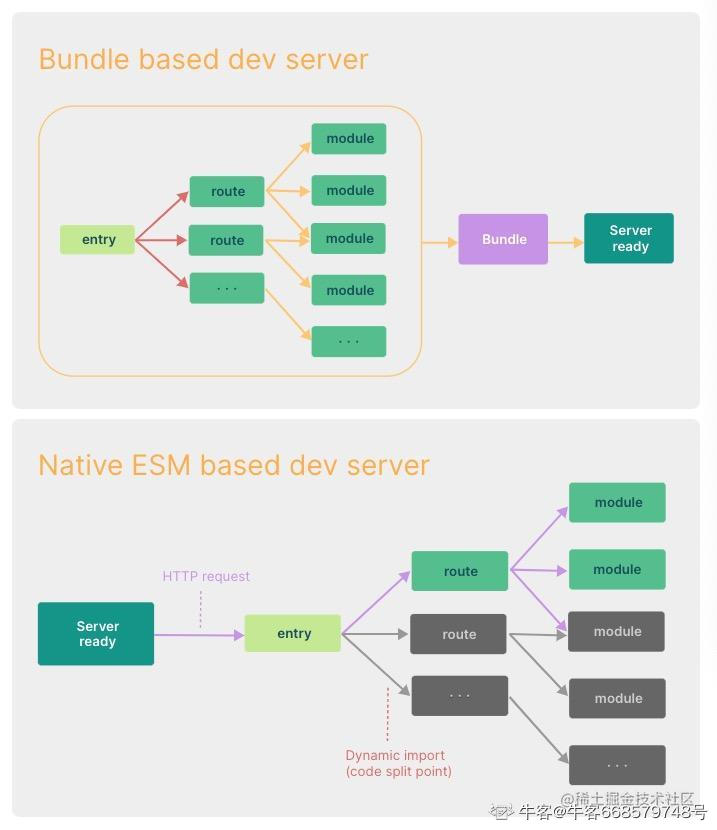 Bundle based dev server
module
route
module
entry
route
module
Bundle
Server
ready
...
module
...
Native ESM based dev server
module
HTTP request
route
module
Server
ready
entry
route
module
...
module
Dynamic import
(code split point)
...
@稀土掘金技术社区
牛客@牛客668579748号